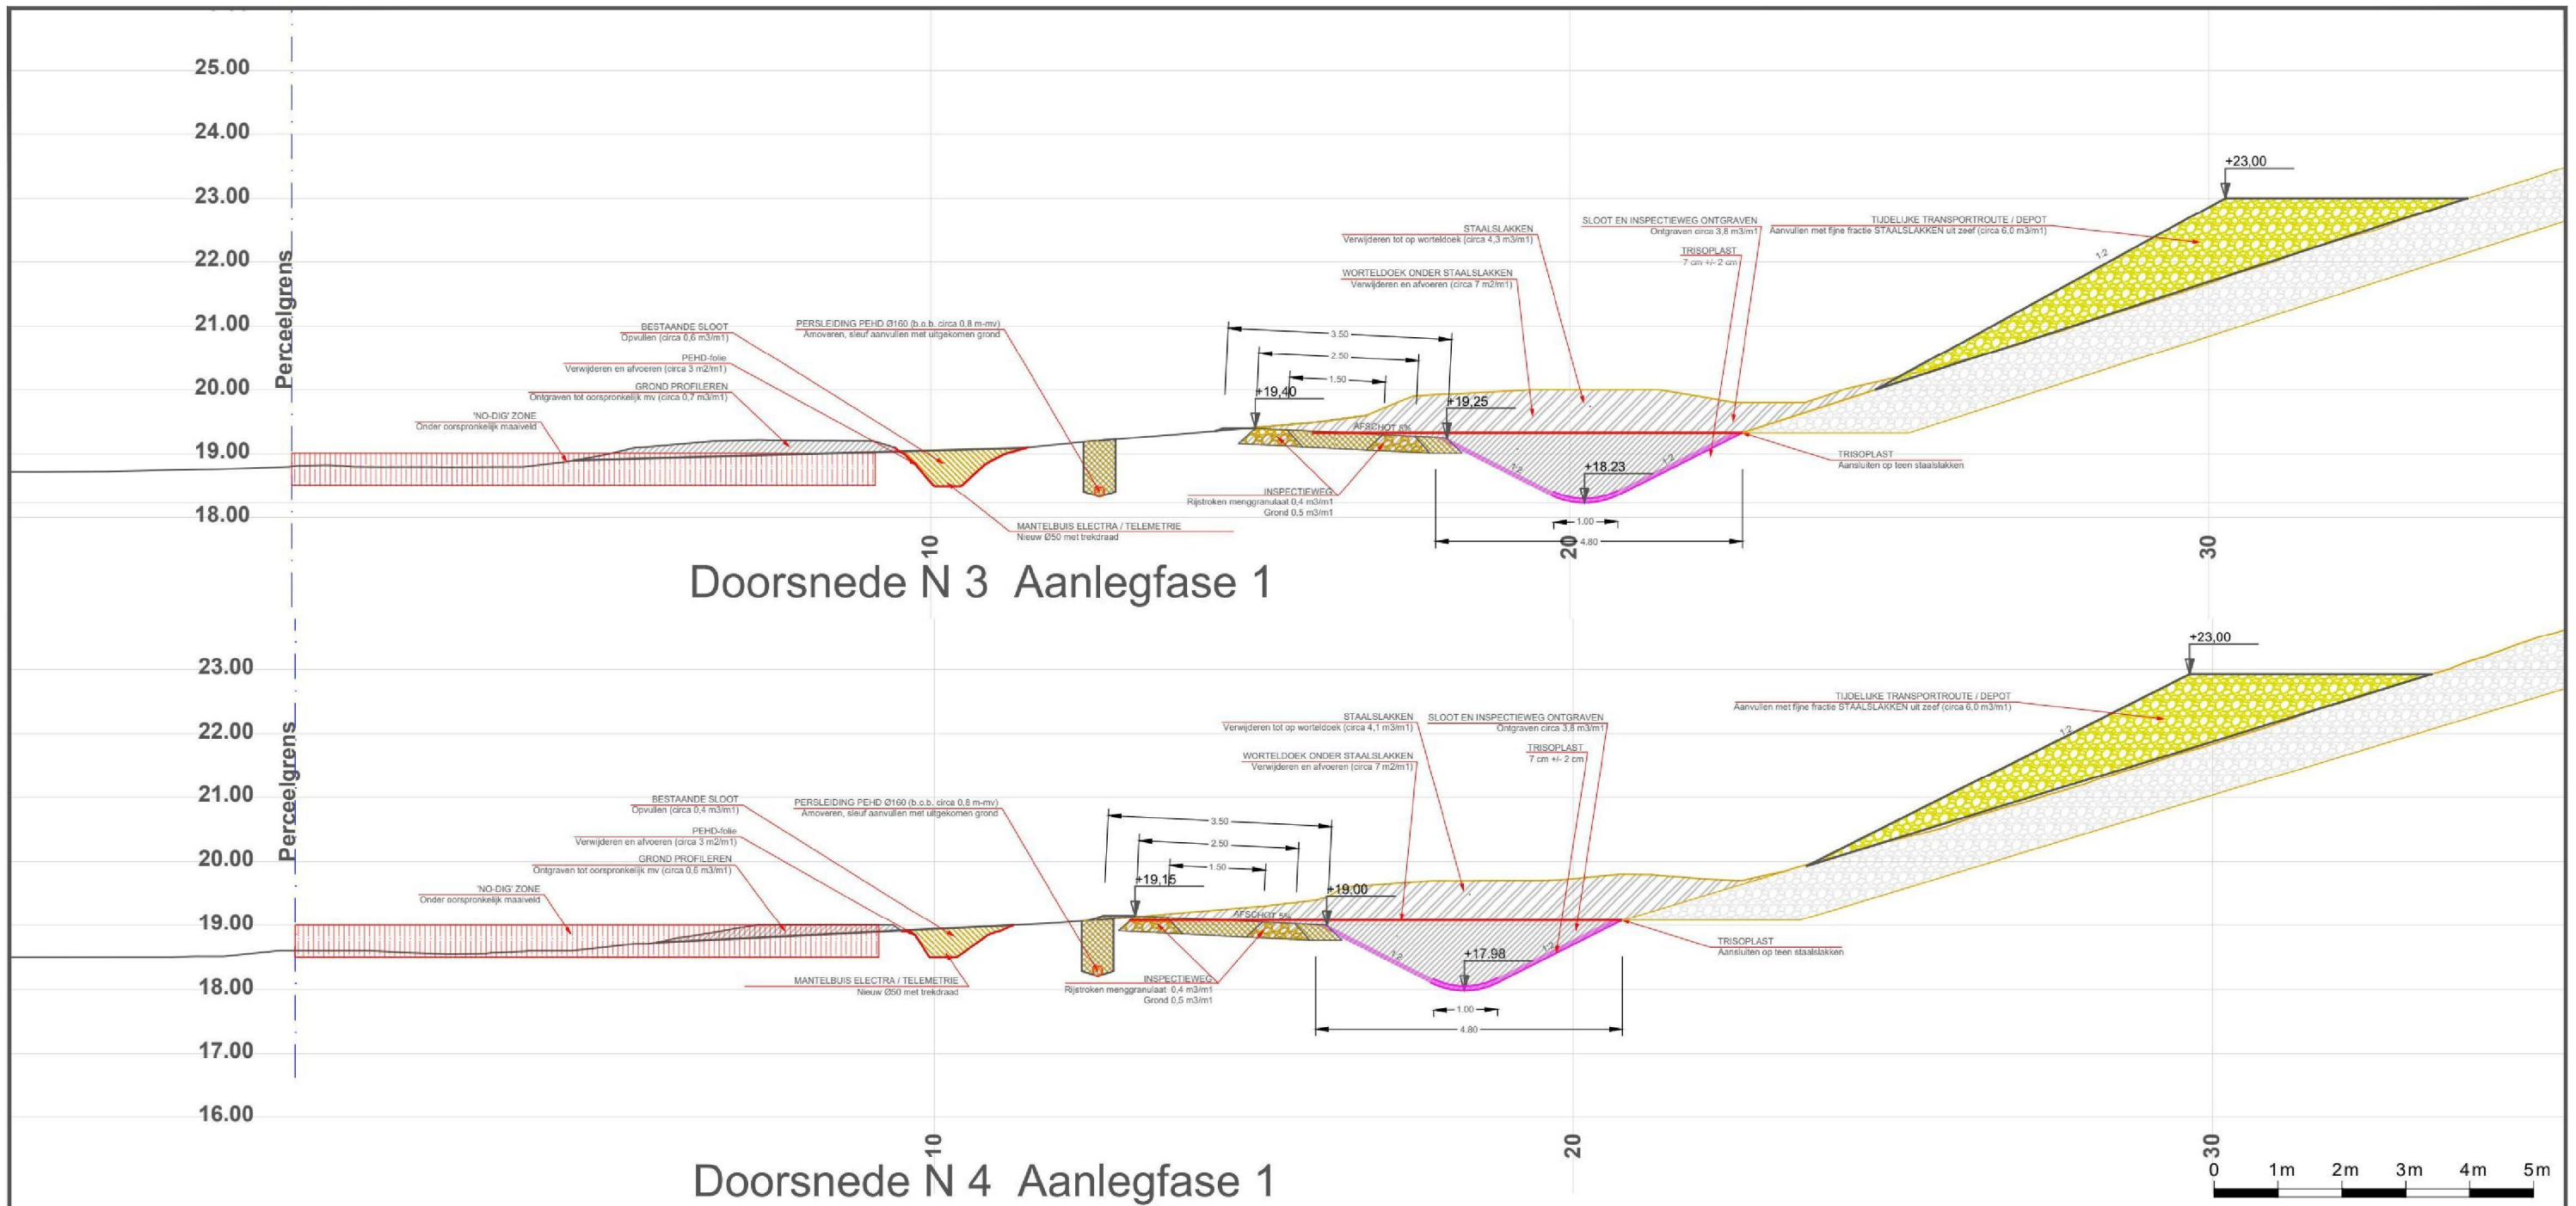 25.00
24.00
23.00
22.00
21.00
20.00
19.00
18.00
Perceelgrens
+23,00
STAALSLAKKEN
Verwijderen tot op worteldoek (circa 4,3 m3/m1)
SLOOT EN INSPECTIEWEG ONTGRAVEN
Ontgraven circa 3,8 m3/m1
TIJDELIJKE TRANSPORTROUTE / DEPOT
Aanvullen met fijne fractie STAALSLAKKEN uit zeef (circa 6,0 m3/m1)
TRISOPLAST
7 cm +/- 2 cm
1:2
WORTELDOEK ONDER STAALSLAKKEN
Verwijderen en afvoeren (circa 7 m2/m1)
BESTAANDE SLOOT
Opvullen (circa 0,6 m3/m1)
PERSLEIDING PEHD Ø160 (b.o.b. circa 0,8 m-mv)
Amoveren, sleuf aanvullen met uitgekomen grond
PEHD-folie
Verwijderen en afvoeren (circa 3 m2/m1)
GROND PROFILEREN
Ontgraven tot oorspronkelijk mv (circa 0,7 m3/m1)
'NO-DIG' ZONE
Onder oorspronkelijk maaiveld
3.50
2.50
1.50
+19,40
+19,25
AFSCHOT 5%
1:2
1:2
+18.23
TRISOPLAST
Aansluiten op teen staalslakken
INSPECTIEWEG
Rijstroken menggranulaat 0,4 m3/m1
Grond 0,5 m3/m1
MANTELBUIS ELECTRA / TELEMETRIE
Nieuw Ø50 met trekdraad
1.00
4.80
10
20
30
Doorsnede N 3 Aanlegfase 1
23.00
22.00
21.00
20.00
19.00
18.00
17.00
16.00
Perceelgrens
+23,00
TIJDELIJKE TRANSPORTROUTE / DEPOT
Aanvullen met fijne fractie STAALSLAKKEN uit zeef (circa 6,0 m3/m1)
1:2
STAALSLAKKEN
Verwijderen tot op worteldoek (circa 4,1 m3/m1)
SLOOT EN INSPECTIEWEG ONTGRAVEN
Ontgraven circa 3,8 m3/m1
WORTELDOEK ONDER STAALSLAKKEN
Verwijderen en afvoeren (circa 7 m2/m1)
TRISOPLAST
7 cm +/- 2 cm
BESTAANDE SLOOT
Opvullen (circa 0,4 m3/m1)
PERSLEIDING PEHD Ø160 (b.o.b. circa 0,8 m-mv)
Amoveren, sleuf aanvullen met uitgekomen grond
PEHD-folie
Verwijderen en afvoeren (circa 3 m2/m1)
GROND PROFILEREN
Ontgraven tot oorspronkelijk mv (circa 0,6 m3/m1)
'NO-DIG' ZONE
Onder oorspronkelijk maaiveld
3.50
2.50
1.50
+19,15
+19,00
AFSCHOT 5%
1:2
1:2
+17.98
TRISOPLAST
Aansluiten op teen staalslakken
MANTELBUIS ELECTRA / TELEMETRIE
Nieuw Ø50 met trekdraad
INSPECTIEWEG
Rijstroken menggranulaat 0,4 m3/m1
Grond 0,5 m3/m1
1.00
4.80
10
20
30
Doorsnede N 4 Aanlegfase 1
0 1m 2m 3m 4m 5m